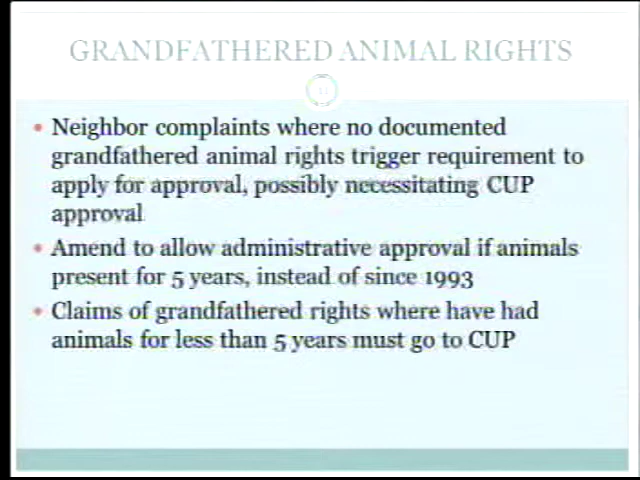 GRANDFATHERED ANIMAL RIGHTS
• Neighbor complaints where no documented
grandfathered animal rights trigger requirement to
apply for approval, possibly necessitating CUP
approval
• Amend to allow administrative approval if animals
present for 5 years, instead of since 1993
• Claims of grandfathered rights where have had
animals for less than 5 years must go to CUP